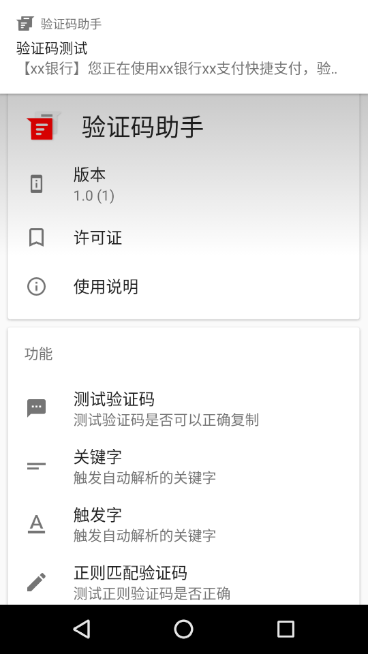 验证码助手
验证码测试
【xx银行】您正在使用xx银行xx支付快捷支付，验..
验证码助手
版本
1.0 (1)
许可证
使用说明
功能
测试验证码
测试验证码是否可以正确复制
关键字
触发自动解析的关键字
触发字
触发自动解析的关键字
正则匹配验证码
测试正则验证码是否正确